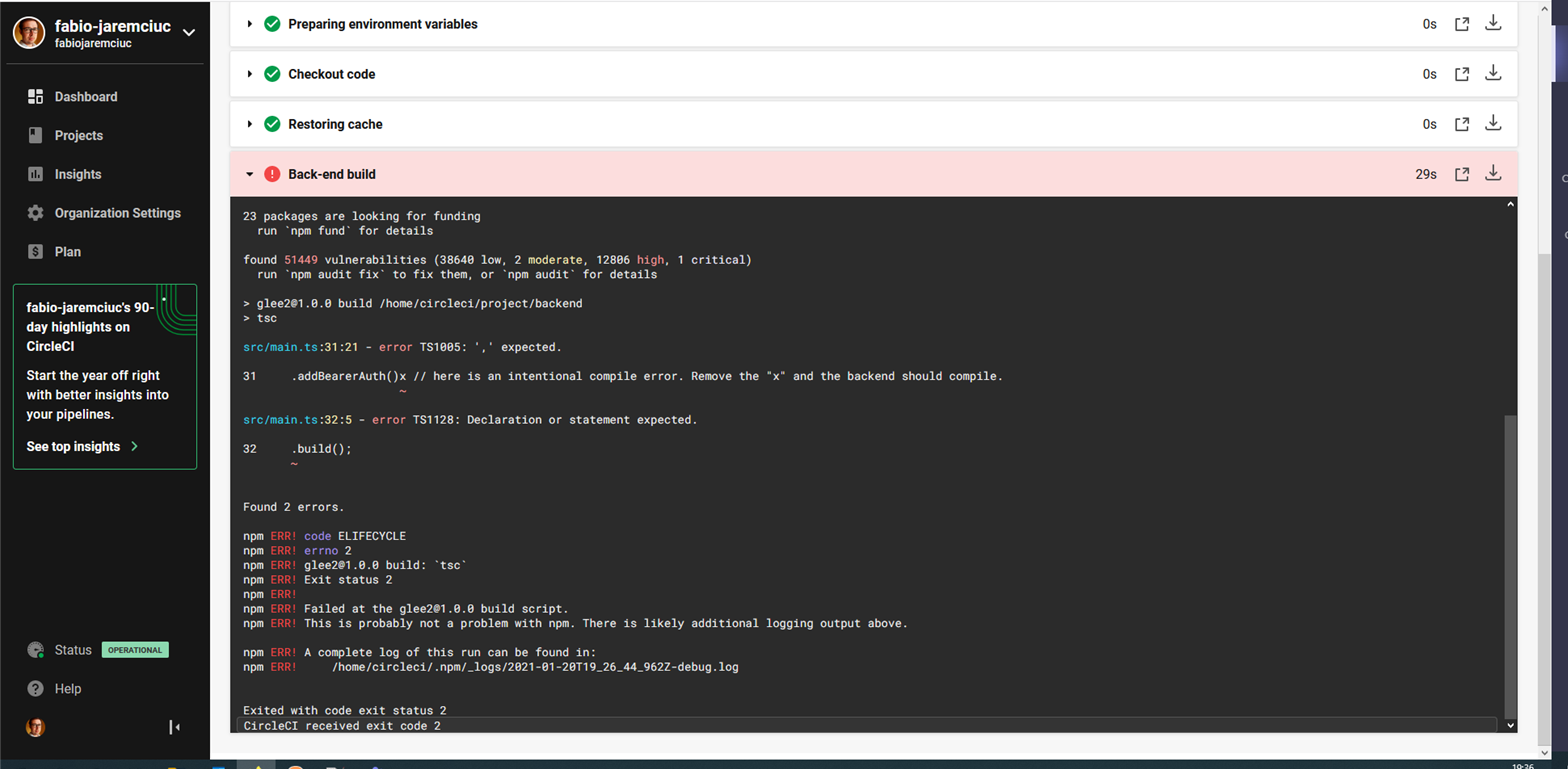 fabio-jaremciuc
fabiojaremciuc
Dashboard
Projects
Insights
Organization Settings
Plan
fabio-jaremciuc's 90-
day highlights on
CircleCI
Start the year off right
with better insights into
your pipelines.
See top insights
Status OPERATIONAL
Help
Preparing environment variables 0s
Checkout code 0s
Restoring cache 0s
Back-end build 29s
23 packages are looking for funding
run `npm fund` for details
found 51449 vulnerabilities (38640 low, 2 moderate, 12806 high, 1 critical)
run `npm audit fix` to fix them, or `npm audit` for details
> glee2@1.0.0 build /home/circleci/project/backend
> tsc
src/main.ts:31:21 - error TS1005: ',' expected.
31 .addBearerAuth()x // here is an intentional compile error. Remove the "x" and the backend should compile.
~
src/main.ts:32:5 - error TS1128: Declaration or statement expected.
32 .build();
~
Found 2 errors.
npm ERR! code ELIFECYCLE
npm ERR! errno 2
npm ERR! glee2@1.0.0 build: `tsc`
npm ERR! Exit status 2
npm ERR!
npm ERR! Failed at the glee2@1.0.0 build script.
npm ERR! This is probably not a problem with npm. There is likely additional logging output above.
npm ERR! A complete log of this run can be found in:
npm ERR! /home/circleci/.npm/_logs/2021-01-20T19_26_44_962Z-debug.log
Exited with code exit status 2
CircleCI received exit code 2